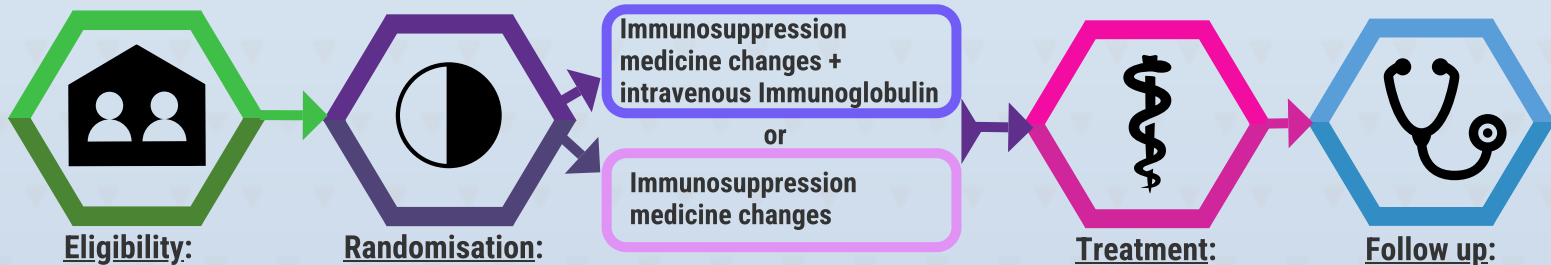 Immunosuppression
medicine changes +
intravenous Immunoglobulin
or
Immunosuppression
medicine changes
Eligibility:
Randomisation:
Treatment:
Follow up: